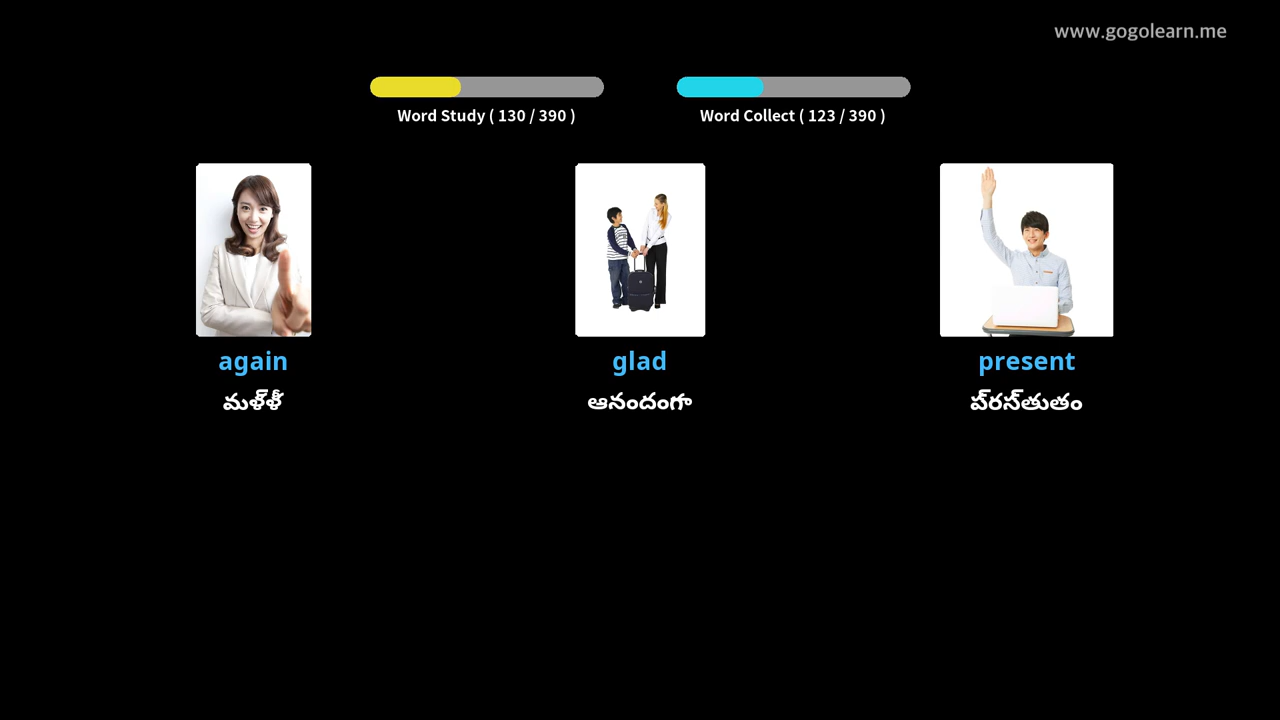 www.gogolearn.me
Word Study ( 130 / 390 )
Word Collect ( 123 / 390 )
again
glad
present
మళ్ళీ
ఆనందంగా
ప్రస్తుతం